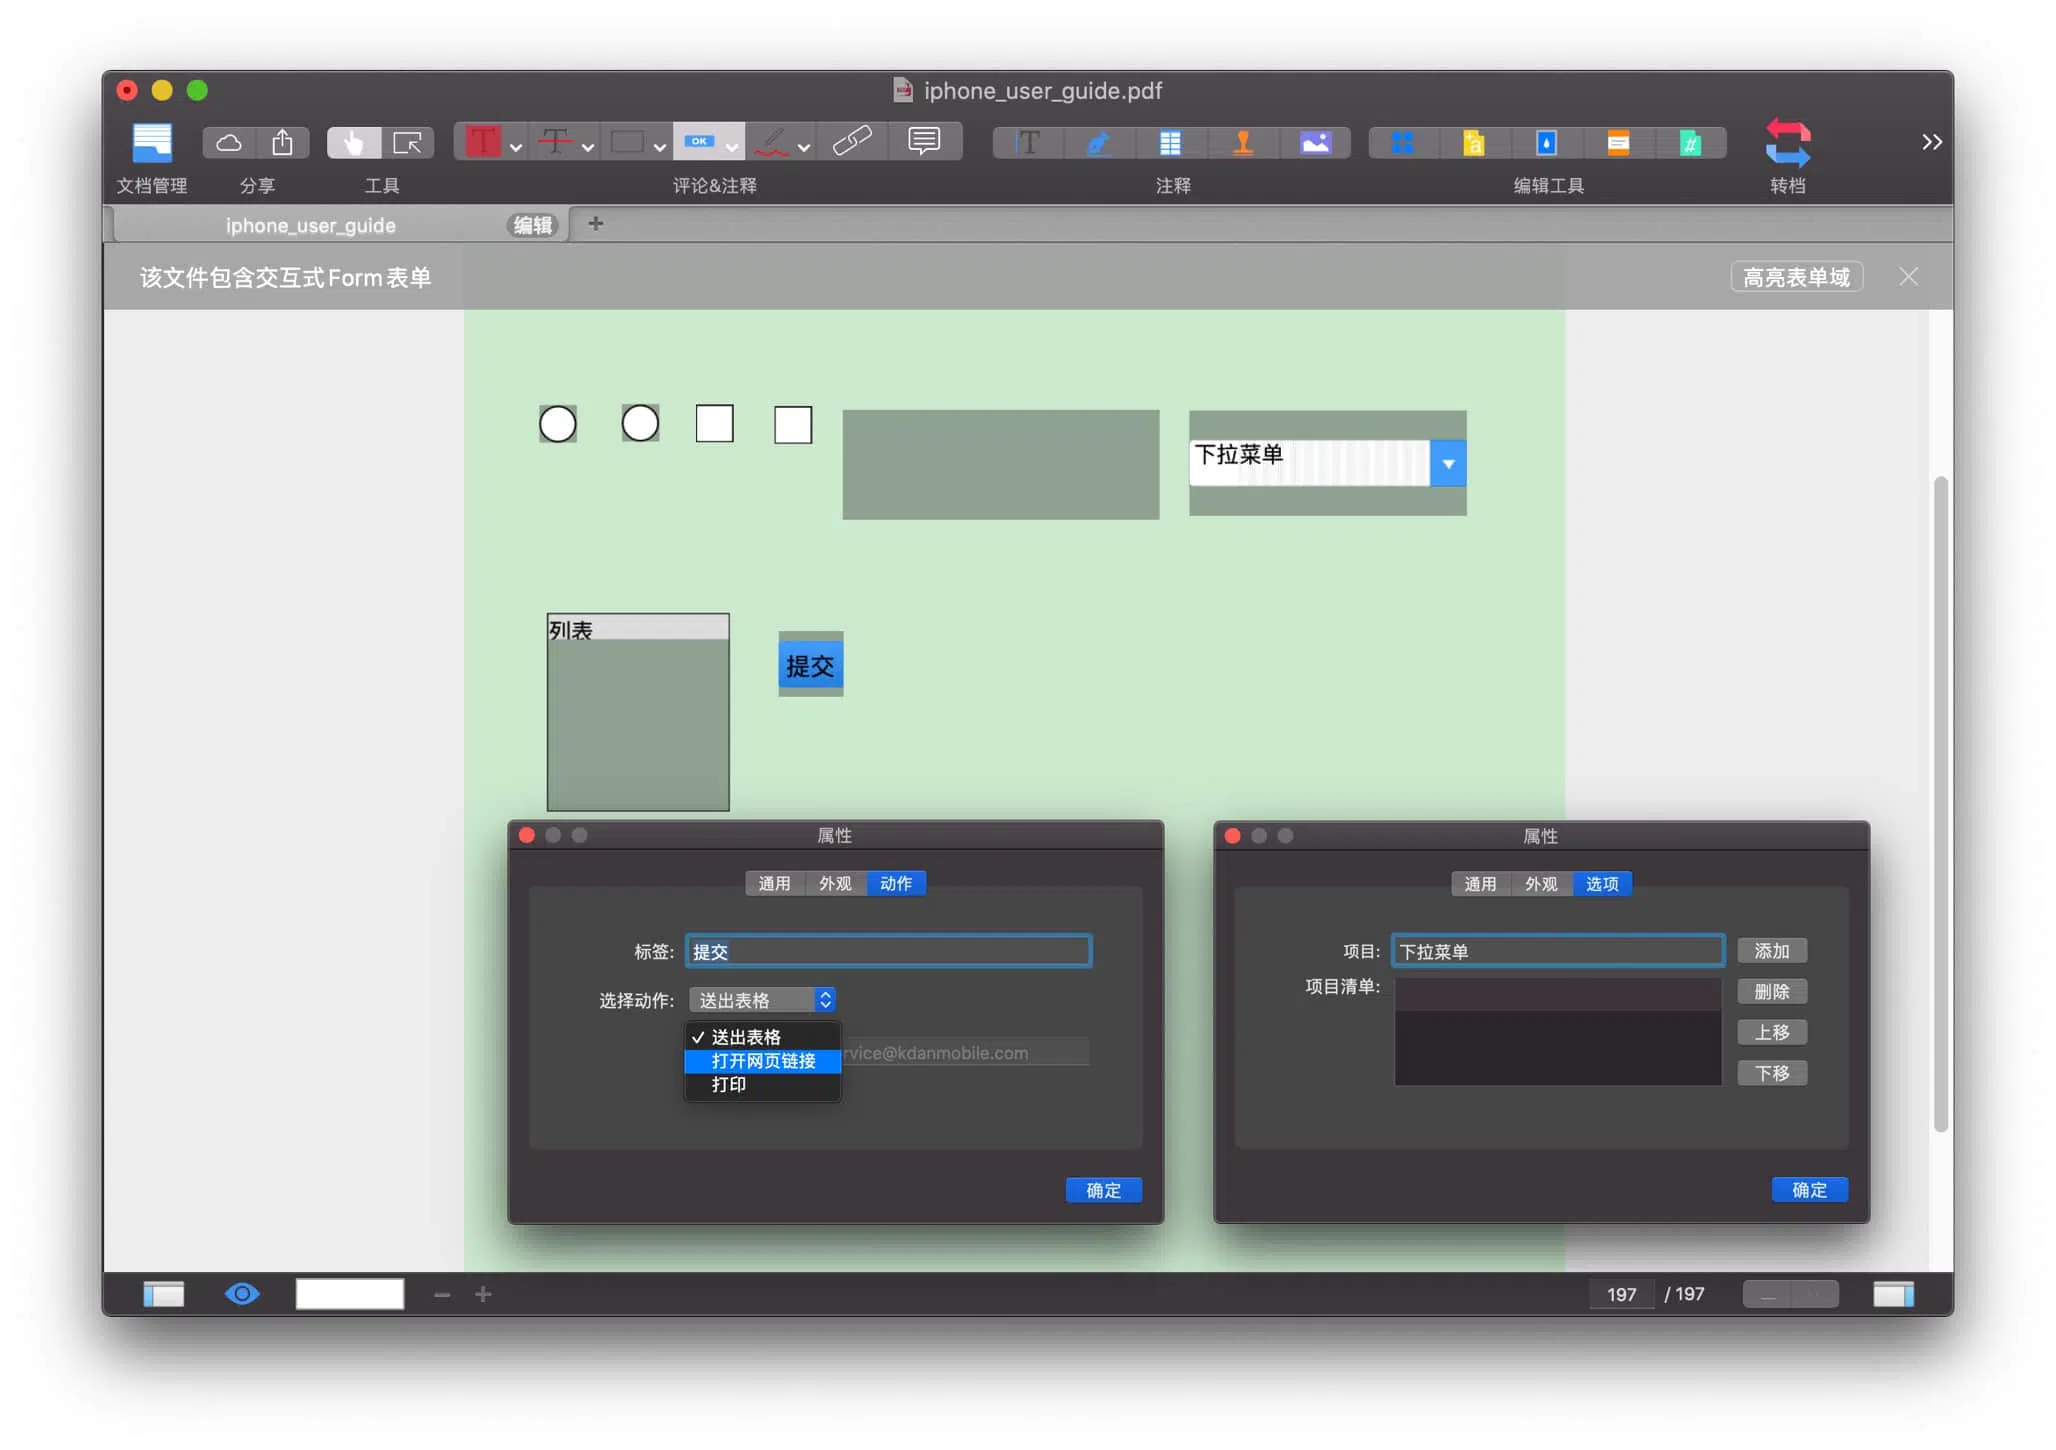 iphone_user_guide.pdf
OK
文档管理 分享 工具 评论&注释 注释 编辑工具 转档
iphone_user_guide 编辑
该文件包含交互式Form表单 高亮表单域
下拉菜单
列表
提交
属性
通用 外观 动作
标签: 提交
选择动作: 送出表格
✓ 送出表格
打开网页链接
打印
rvice@kdanmobile.com
确定
属性
通用 外观 选项
项目: 下拉菜单 添加
项目清单: 删除
上移
下移
确定
197 / 197